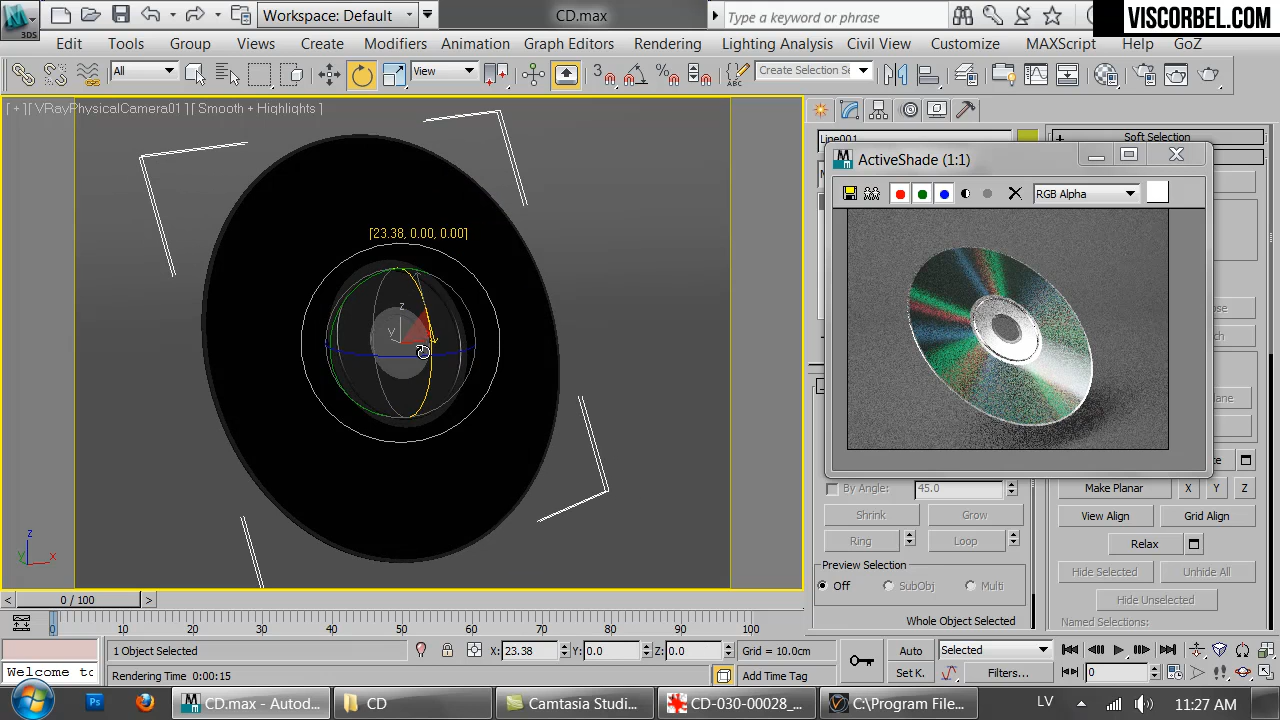 Workspace: Default
CD.max
Type a keyword or phrase
VISCORBEL.COM
3DS
Edit Tools Group Views Create Modifiers Animation Graph Editors Rendering Lighting Analysis Civil View Customize MAXScript Help GoZ
All
View
3
ABC
Create Selection Se
[ + ][ VRayPhysicalCamera01 ][ Smooth + Highlights ]
Line001
Soft Selection
ActiveShade (1:1)
RGB Alpha
[23.38, 0.00, 0.00]
z
y
By Angle: 45.0
Make Planar X Y Z
Shrink Grow
View Align Grid Align
Ring Loop
Relax
Preview Selection
Hide Selected Unhide All
Off SubObj Multi
Hide Unselected
Whole Object Selected
Named Selections:
z
y x
< 0 / 100 >
0 10 20 30 40 50 60 70 80 90 100
1 Object Selected X: 23.38 Y: 0.0 Z: 0.0 Grid = 10.0cm Auto Selected
Welcome to Rendering Time 0:00:15 Add Time Tag Set K. Filters... 0
CD.max - Autod... CD Camtasia Studi... CD-030-00028_... C:\Program File... LV 11:27 AM